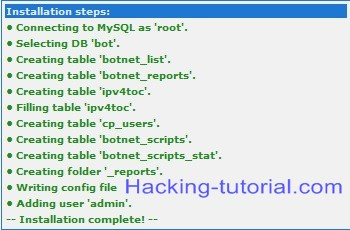 Installation steps:
• Connecting to MySQL as 'root'.
• Selecting DB 'bot'.
• Creating table 'botnet_list'.
• Creating table 'botnet_reports'.
• Creating table 'ipv4toc'.
• Filling table 'ipv4toc'.
• Creating table 'cp_users'.
• Creating table 'botnet_scripts'.
• Creating table 'botnet_scripts_stat'.
• Creating folder '_reports'.
• Writing config file
Hacking-tutorial.com
• Adding user 'admin'.
-- Installation complete! --